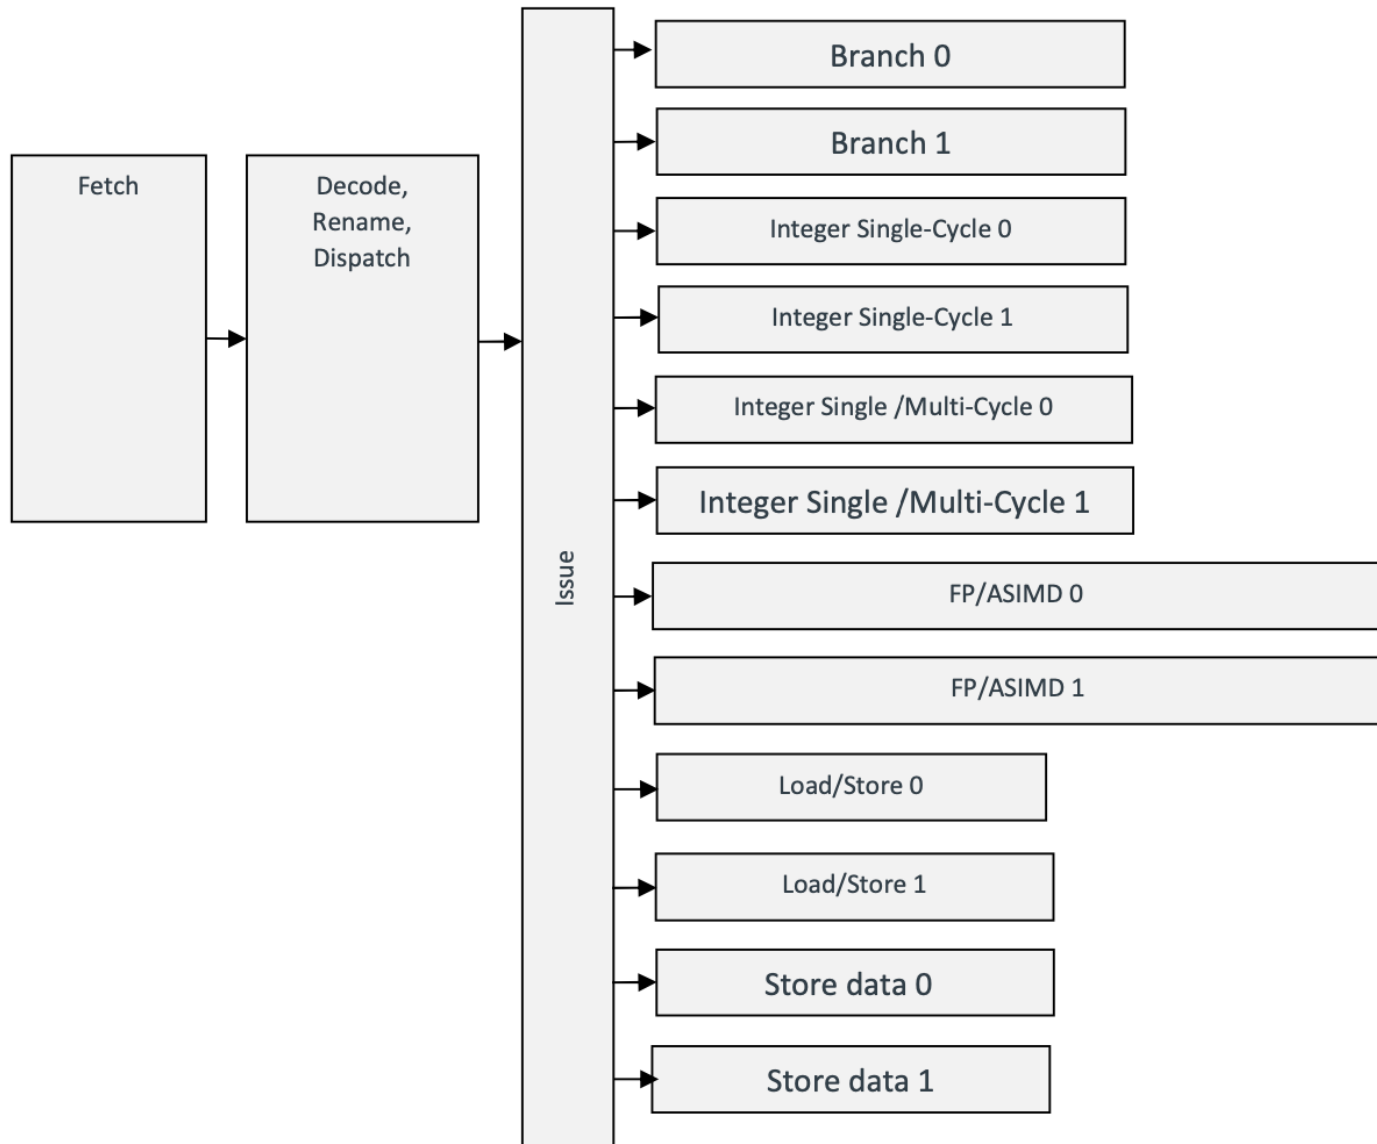 Fetch
Decode,
Rename,
Dispatch
Issue
Branch 0
Branch 1
Integer Single-Cycle 0
Integer Single-Cycle 1
Integer Single /Multi-Cycle 0
Integer Single /Multi-Cycle 1
FP/ASIMD 0
FP/ASIMD 1
Load/Store 0
Load/Store 1
Store data 0
Store data 1